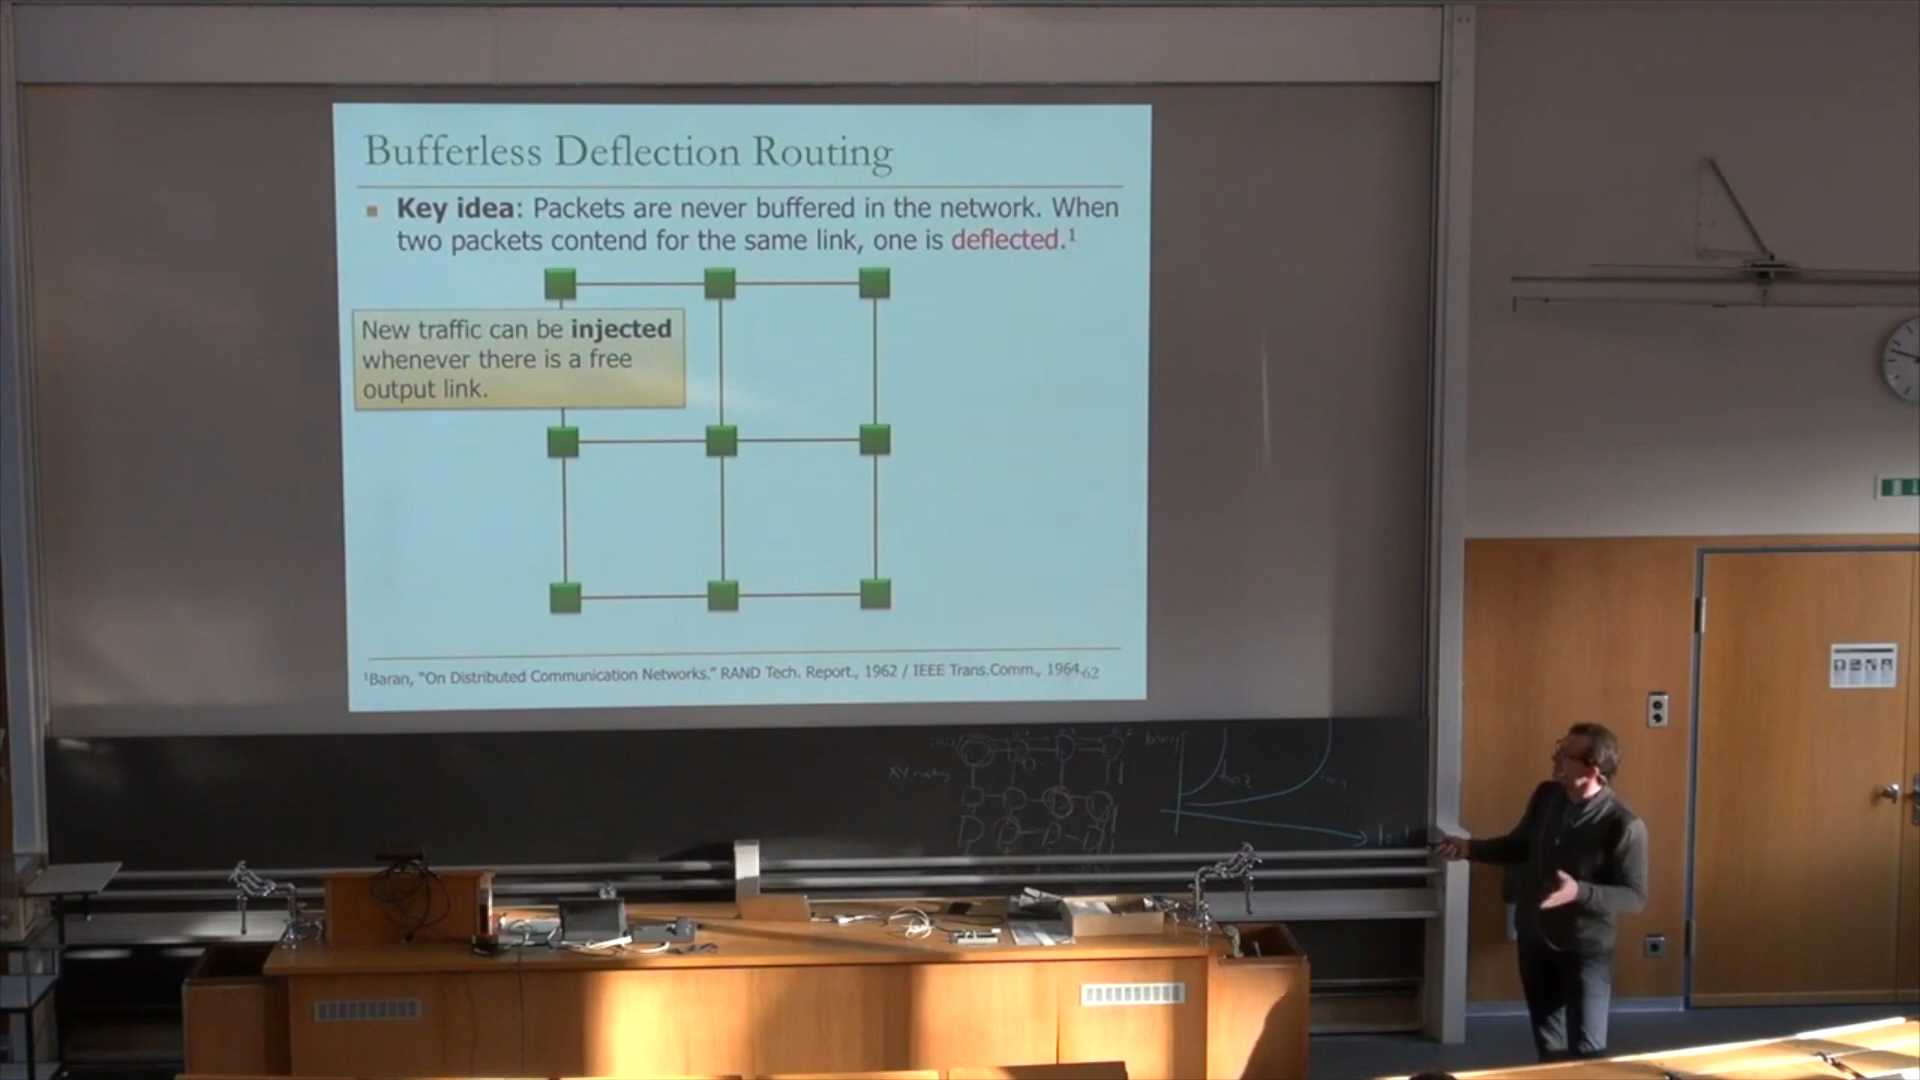 Bufferless Deflection Routing
Key idea: Packets are never buffered in the network. When
two packets contend for the same link, one is deflected.¹
New traffic can be injected
whenever there is a free
output link.
¹Baran, "On Distributed Communication Networks." RAND Tech. Report., 1962 / IEEE Trans.Comm., 1964.
62